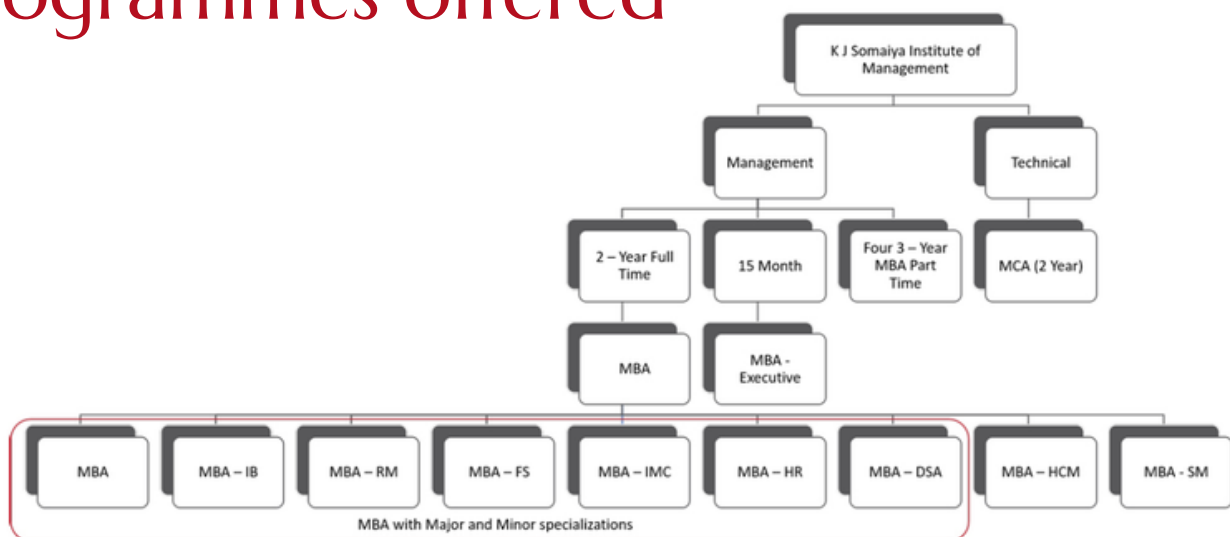 ogrammes offered
K J Somaiya Institute of
Management
Management
Technical
2 – Year Full
Time
15 Month
Four 3 – Year
MBA Part
Time
MCA (2 Year)
MBA
MBA -
Executive
MBA
MBA – IB
MBA – RM
MBA – FS
MBA – IMC
MBA – HR
MBA – DSA
MBA – HCM
MBA - SM
MBA with Major and Minor specializations